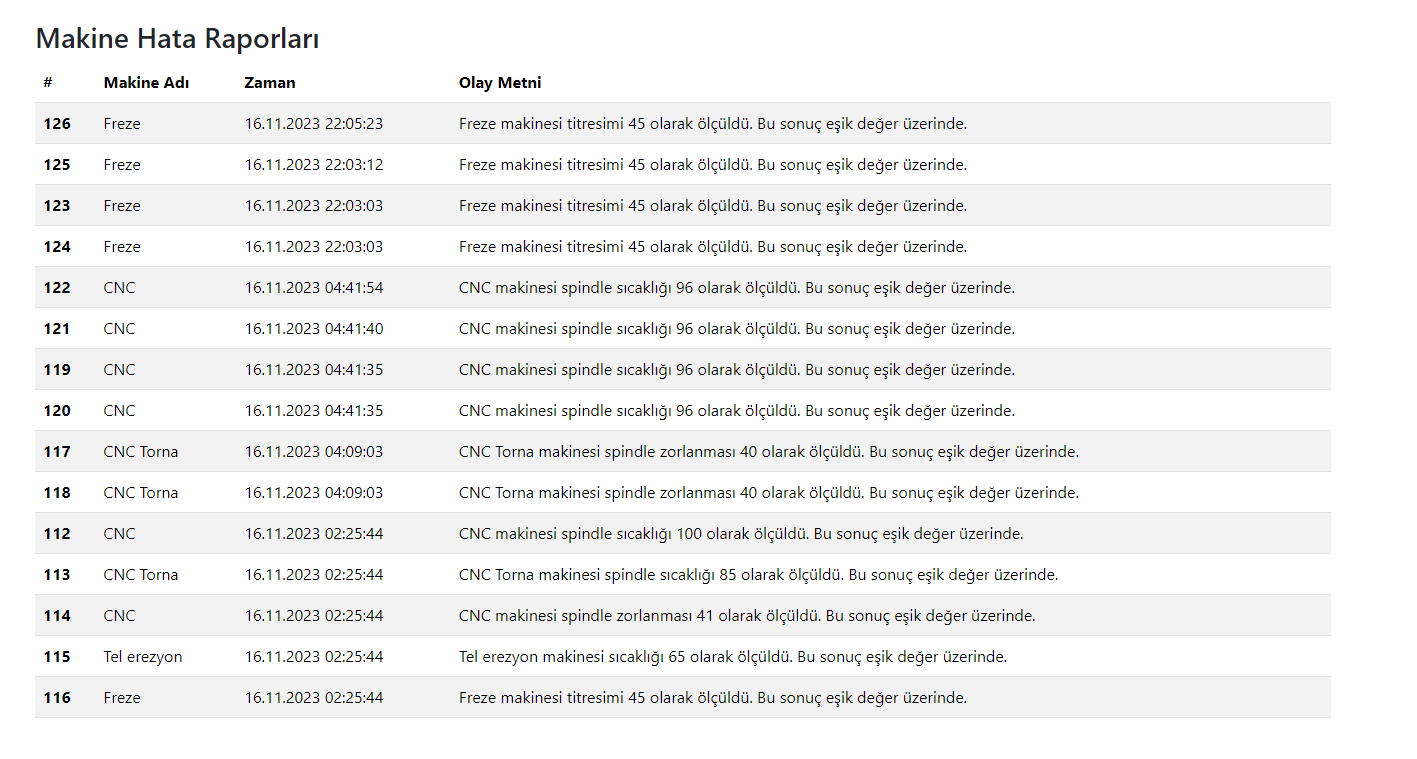 Makine Hata Raporları
# Makine Adı Zaman Olay Metni
126 Freze 16.11.2023 22:05:23 Freze makinesi titresimi 45 olarak ölçüldü. Bu sonuç eşik değer üzerinde.
125 Freze 16.11.2023 22:03:12 Freze makinesi titresimi 45 olarak ölçüldü. Bu sonuç eşik değer üzerinde.
123 Freze 16.11.2023 22:03:03 Freze makinesi titresimi 45 olarak ölçüldü. Bu sonuç eşik değer üzerinde.
124 Freze 16.11.2023 22:03:03 Freze makinesi titresimi 45 olarak ölçüldü. Bu sonuç eşik değer üzerinde.
122 CNC 16.11.2023 04:41:54 CNC makinesi spindle sıcaklığı 96 olarak ölçüldü. Bu sonuç eşik değer üzerinde.
121 CNC 16.11.2023 04:41:40 CNC makinesi spindle sıcaklığı 96 olarak ölçüldü. Bu sonuç eşik değer üzerinde.
119 CNC 16.11.2023 04:41:35 CNC makinesi spindle sıcaklığı 96 olarak ölçüldü. Bu sonuç eşik değer üzerinde.
120 CNC 16.11.2023 04:41:35 CNC makinesi spindle sıcaklığı 96 olarak ölçüldü. Bu sonuç eşik değer üzerinde.
117 CNC Torna 16.11.2023 04:09:03 CNC Torna makinesi spindle zorlanması 40 olarak ölçüldü. Bu sonuç eşik değer üzerinde.
118 CNC Torna 16.11.2023 04:09:03 CNC Torna makinesi spindle zorlanması 40 olarak ölçüldü. Bu sonuç eşik değer üzerinde.
112 CNC 16.11.2023 02:25:44 CNC makinesi spindle sıcaklığı 100 olarak ölçüldü. Bu sonuç eşik değer üzerinde.
113 CNC Torna 16.11.2023 02:25:44 CNC Torna makinesi spindle sıcaklığı 85 olarak ölçüldü. Bu sonuç eşik değer üzerinde.
114 CNC 16.11.2023 02:25:44 CNC makinesi spindle zorlanması 41 olarak ölçüldü. Bu sonuç eşik değer üzerinde.
115 Tel erezyon 16.11.2023 02:25:44 Tel erezyon makinesi sıcaklığı 65 olarak ölçüldü. Bu sonuç eşik değer üzerinde.
116 Freze 16.11.2023 02:25:44 Freze makinesi titresimi 45 olarak ölçüldü. Bu sonuç eşik değer üzerinde.